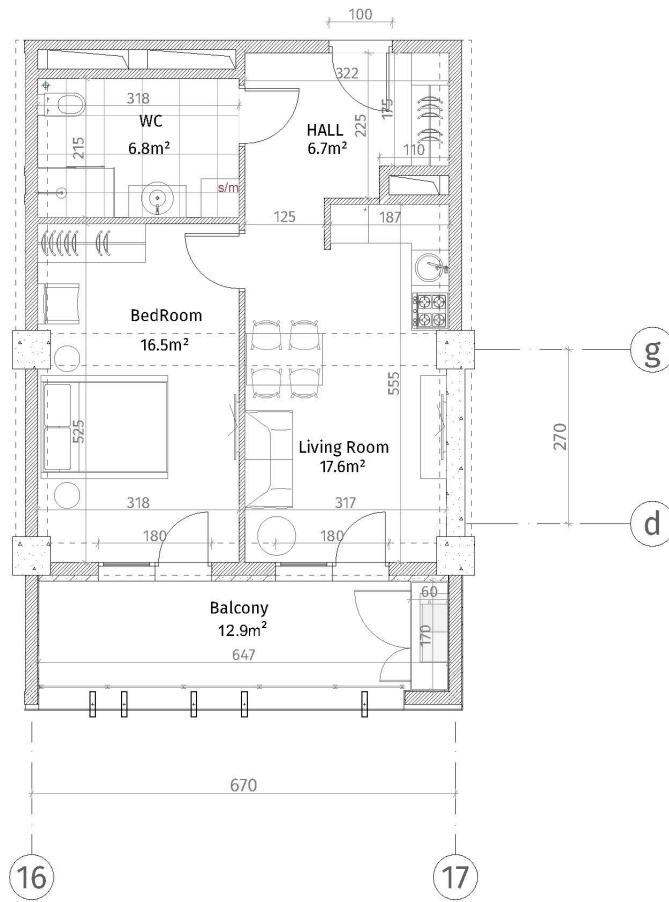 100
322
318
WC
6.8m²
HALL
6.7m²
225
175
110
215
s/m
125
187
BedRoom
16.5m²
g
555
270
525
Living Room
17.6m²
318
317
d
180
180
60
Balcony
12.9m²
170
647
670
16
17